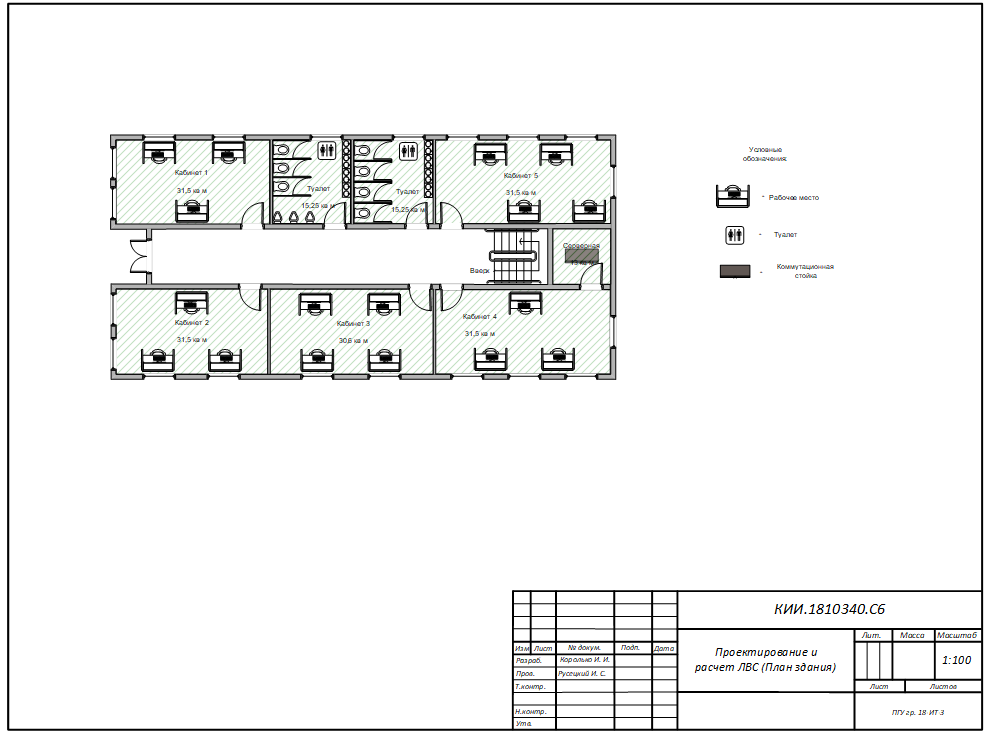 Кабинет 1
31,5 кв м
Туалет
15,25 кв м
Туалет
15,25 кв м
Кабинет 5
31,5 кв м
Серверная
13 кв м
Вверх
Кабинет 2
31,5 кв м
Кабинет 3
30,6 кв м
Кабинет 4
31,5 кв м
Условные
обозначения:
- Рабочее место
- Туалет
- Коммутационная
стойка
КИИ.1810340.С6
Изм Лист № докум. Подп. Дата
Разраб. Королько И. И.
Пров. Русецкий И. С.
Т.контр.
Н.контр.
Утв.
Проектирование и
расчет ЛВС (План здания)
Лит. Масса Масштаб
1:100
Лист Листов
ПГУ гр. 18-ИТ-3